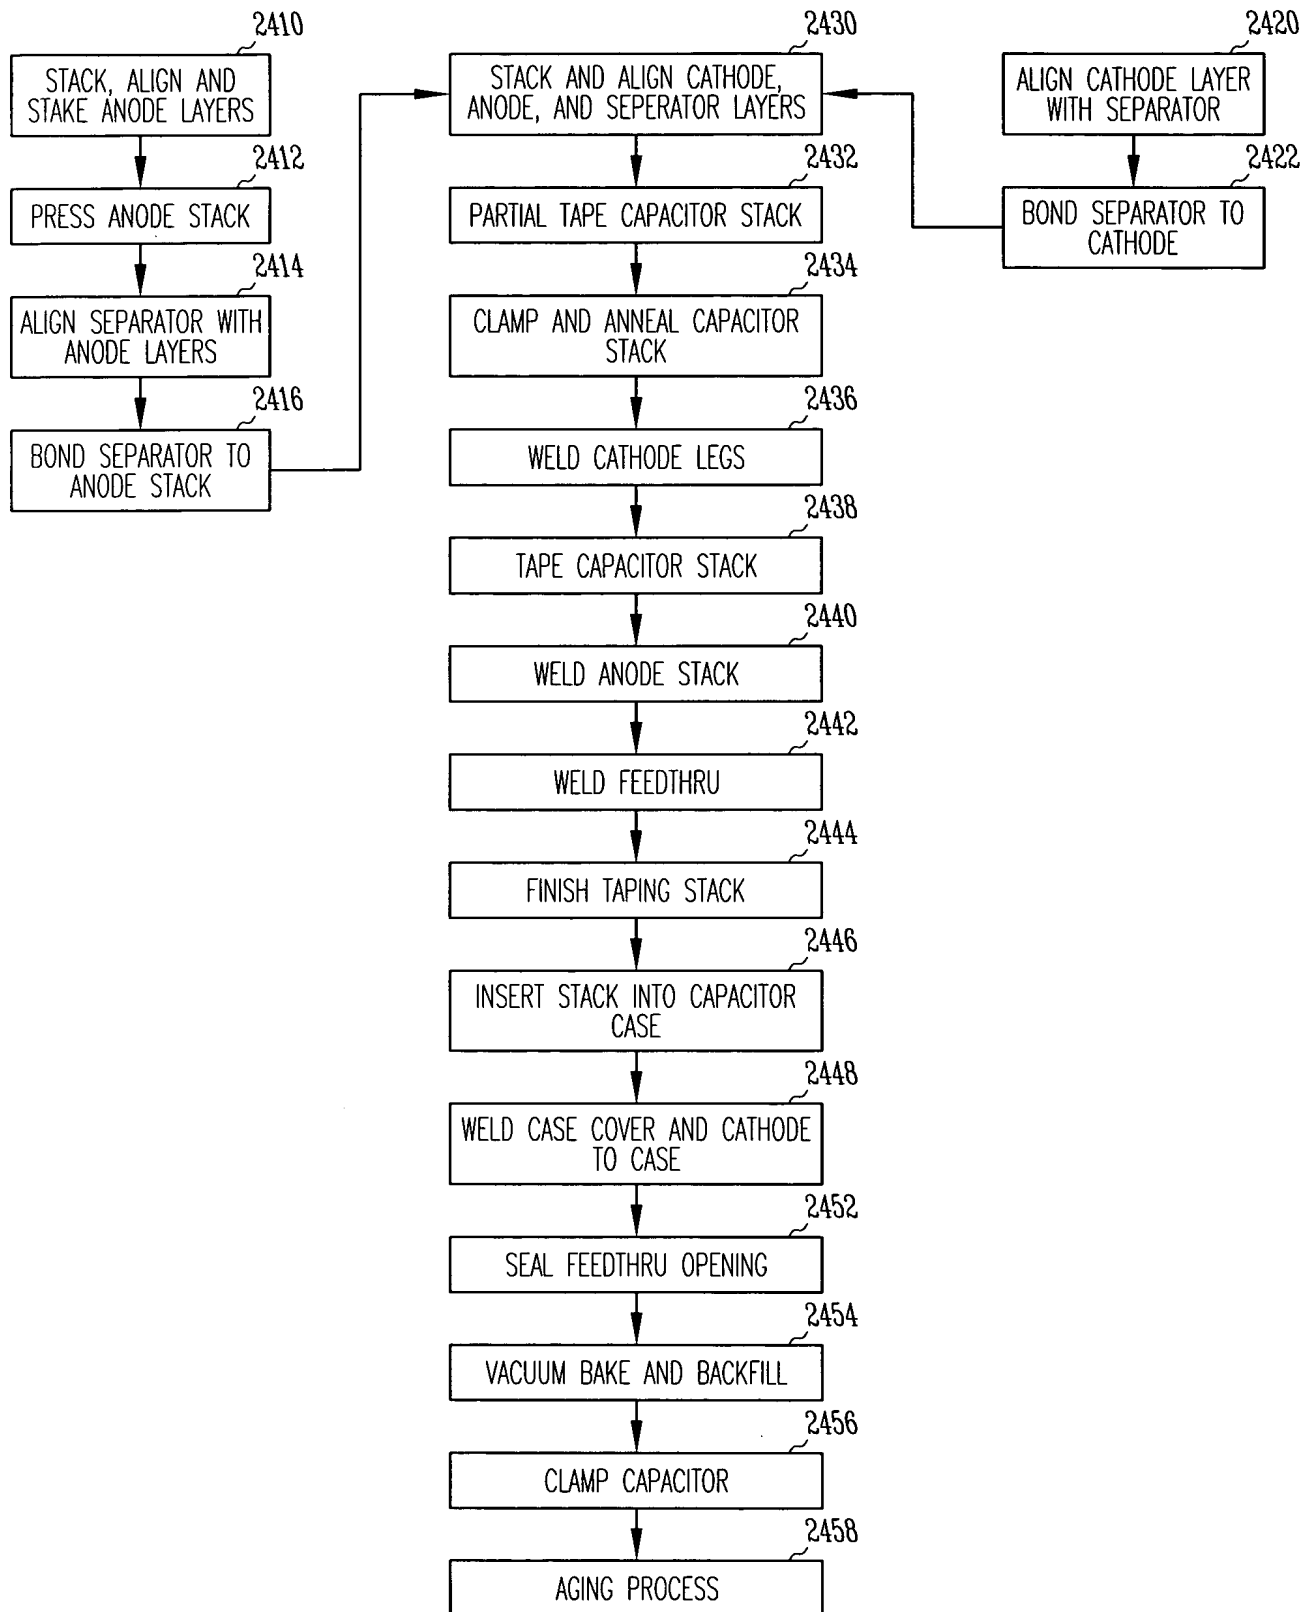 2410
STACK, ALIGN AND
STAKE ANODE LAYERS
2412
PRESS ANODE STACK
2414
ALIGN SEPARATOR WITH
ANODE LAYERS
2416
BOND SEPARATOR TO
ANODE STACK
2430
STACK AND ALIGN CATHODE,
ANODE, AND SEPERATOR LAYERS
2432
PARTIAL TAPE CAPACITOR STACK
2434
CLAMP AND ANNEAL CAPACITOR
STACK
2436
WELD CATHODE LEGS
2438
TAPE CAPACITOR STACK
2440
WELD ANODE STACK
2442
WELD FEEDTHRU
2444
FINISH TAPING STACK
2446
INSERT STACK INTO CAPACITOR
CASE
2448
WELD CASE COVER AND CATHODE
TO CASE
2452
SEAL FEEDTHRU OPENING
2454
VACUUM BAKE AND BACKFILL
2456
CLAMP CAPACITOR
2458
AGING PROCESS
2420
ALIGN CATHODE LAYER
WITH SEPARATOR
2422
BOND SEPARATOR TO
CATHODE